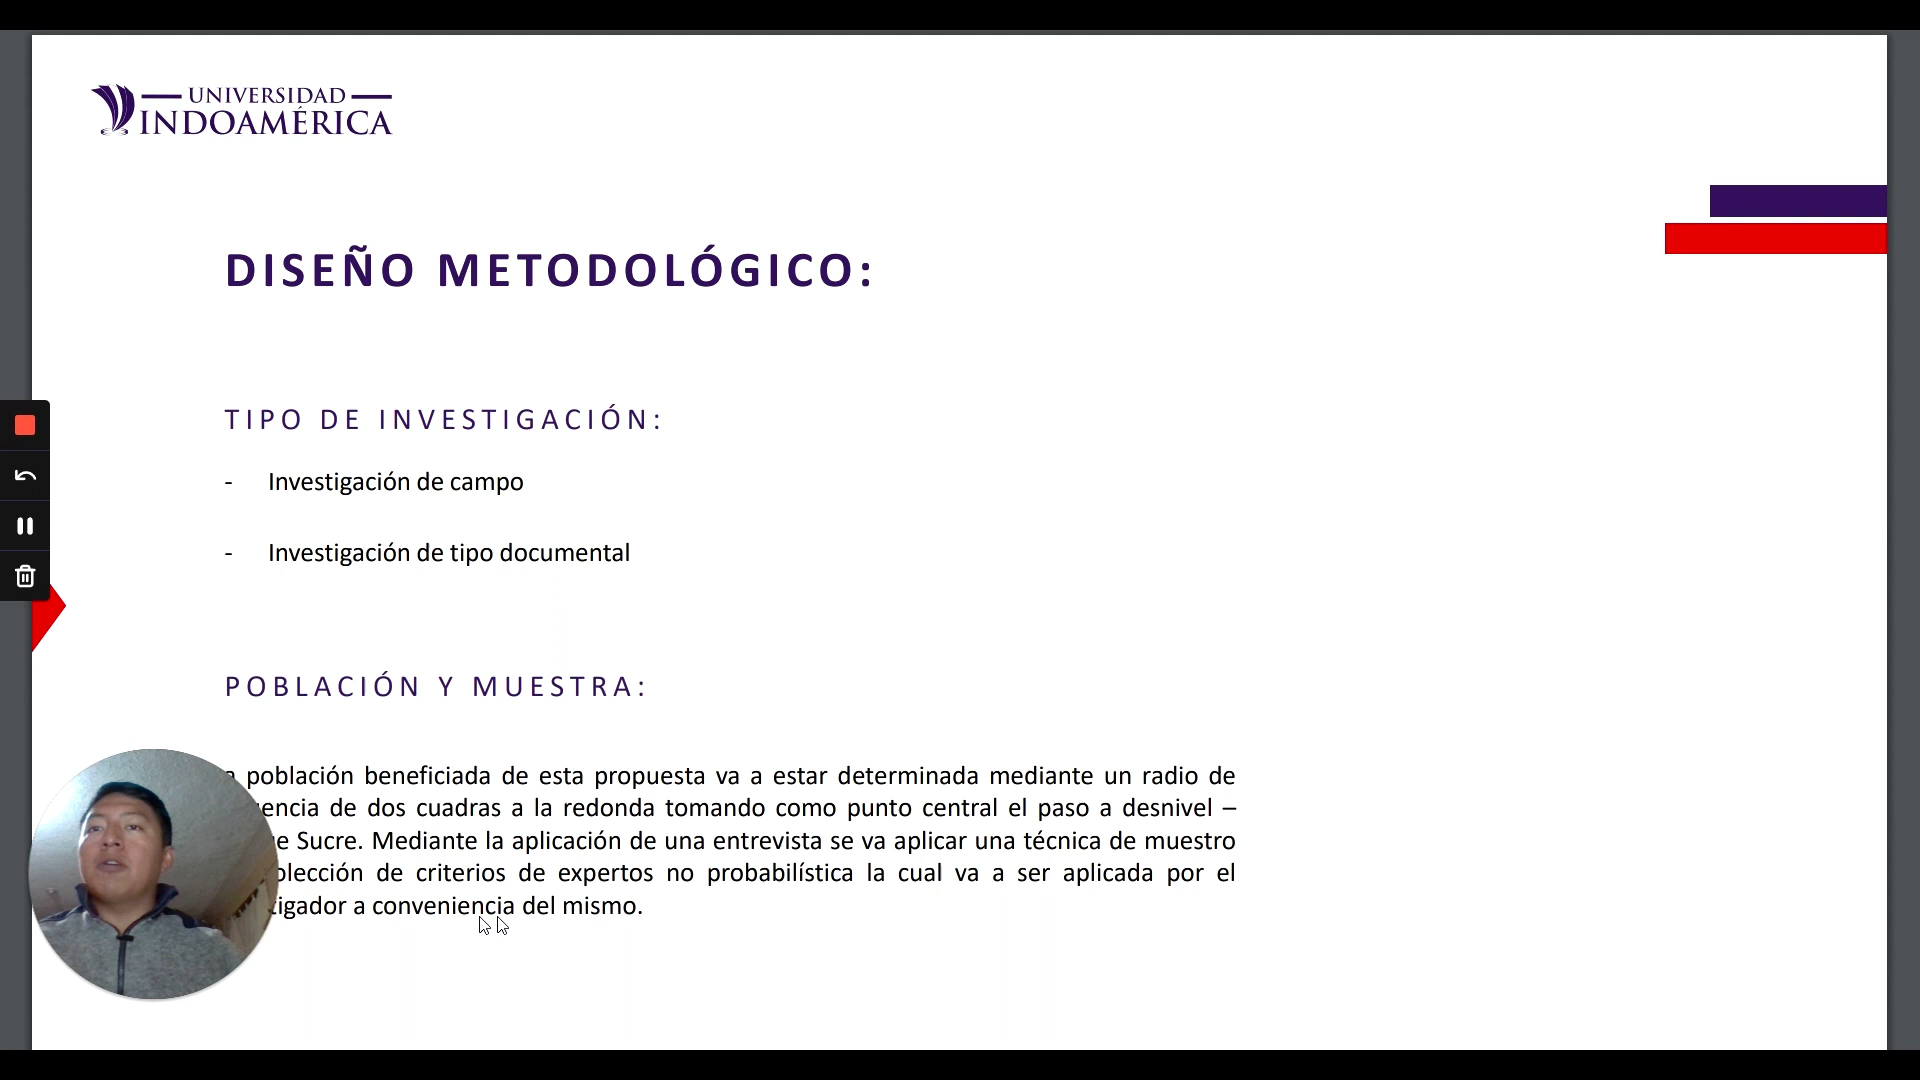 UNIVERSIDAD
INDOAMÉRICA
DISEÑO METODOLÓGICO:
TIPO DE INVESTIGACIÓN:
- Investigación de campo
- Investigación de tipo documental
POBLACIÓN Y MUESTRA:
población beneficiada de esta propuesta va a estar determinada mediante un radio de
de dos cuadras a la redonda tomando como punto central el paso a desnivel –
Sucre. Mediante la aplicación de una entrevista se va aplicar una técnica de muestro
de criterios de expertos no probabilística la cual va a ser aplicada por el
a conveniencia del mismo.